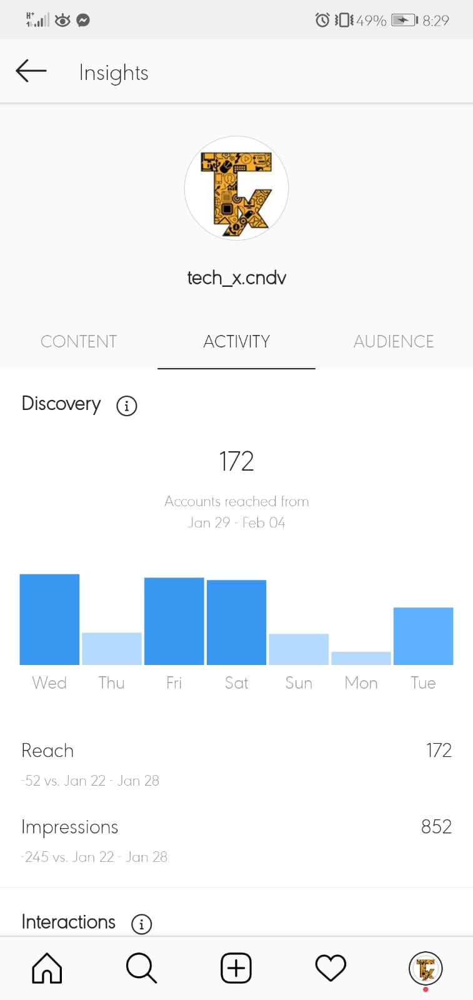 H+
49% 8:29
Insights
Tx
tech_x.cndv
CONTENT ACTIVITY AUDIENCE
Discovery
172
Accounts reached from
Jan 29 - Feb 04
Wed Thu Fri Sat Sun Mon Tue
Reach 172
-52 vs. Jan 22 - Jan 28
Impressions 852
-245 vs. Jan 22 - Jan 28
Interactions